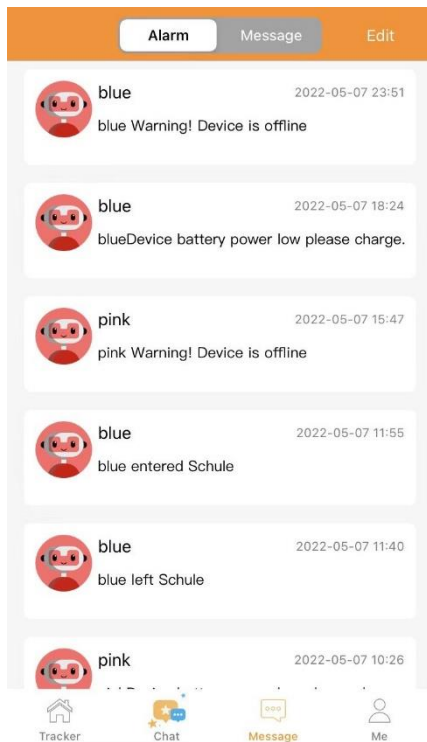 Alarm Message Edit
blue 2022-05-07 23:51
blue Warning! Device is offline
blue 2022-05-07 18:24
blueDevice battery power low please charge.
pink 2022-05-07 15:47
pink Warning! Device is offline
blue 2022-05-07 11:55
blue entered Schule
blue 2022-05-07 11:40
blue left Schule
pink 2022-05-07 10:26
Tracker Chat Message Me